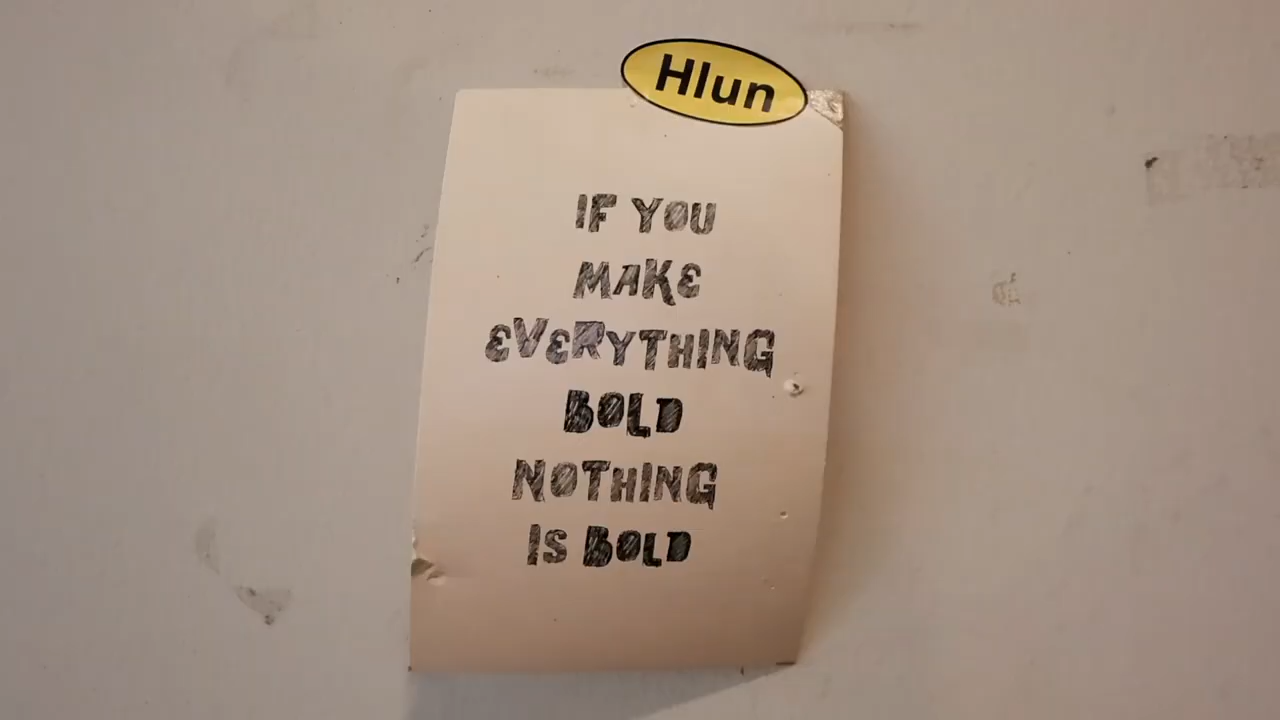 Hlun
IF YOU
MAKE
EVERYTHING
BOLD
NOTHING
IS BOLD